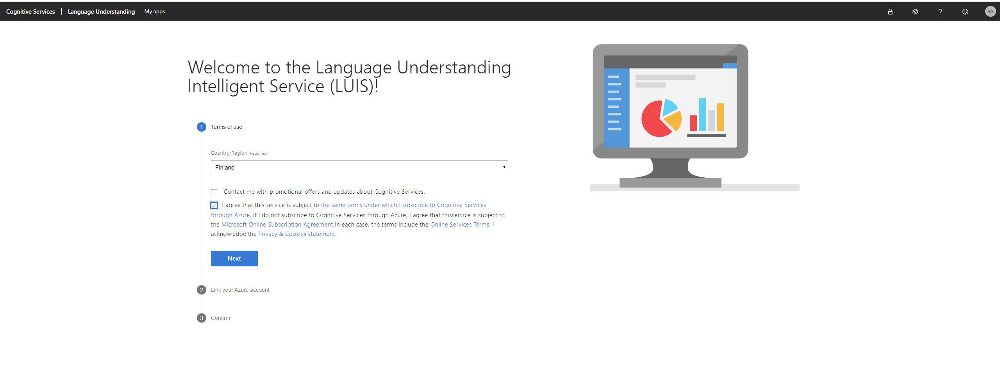 Cognitive Services | Language Understanding My apps ? SG
Welcome to the Language Understanding
Intelligent Service (LUIS)!
1 Terms of use
Country/Region (Required)
Finland
Contact me with promotional offers and updates about Cognitive Services.
I agree that this service is subject to the same terms under which I subscribe to Cognitive Services
through Azure, If I do not subscribe to Cognitive Services through Azure, I agree that thisservice is subject to
the Microsoft Online Subscription Agreement In each case, the terms include the Online Services Terms. I
acknowledge the Privacy & Cookies statement
Next
2 Link your Azure account
3 Confirm